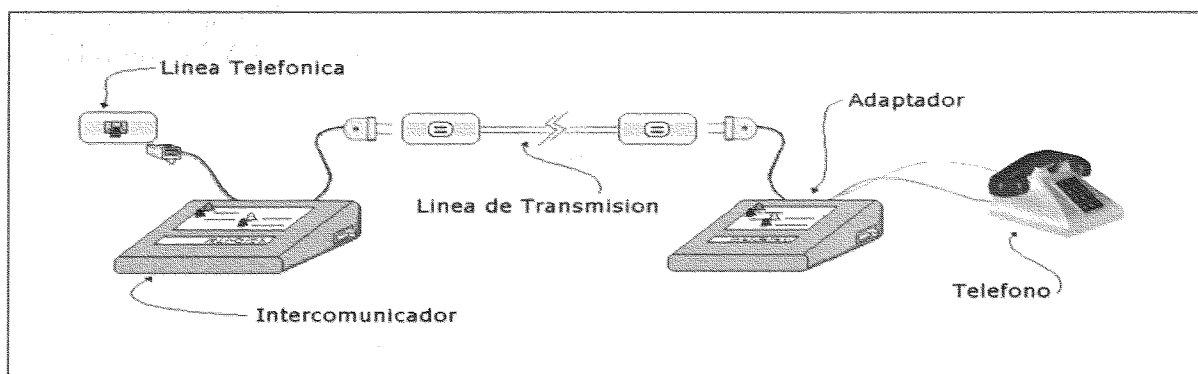 Linea Telefonica
Adaptador
Linea de Transmision
Telefono
Intercomunicador